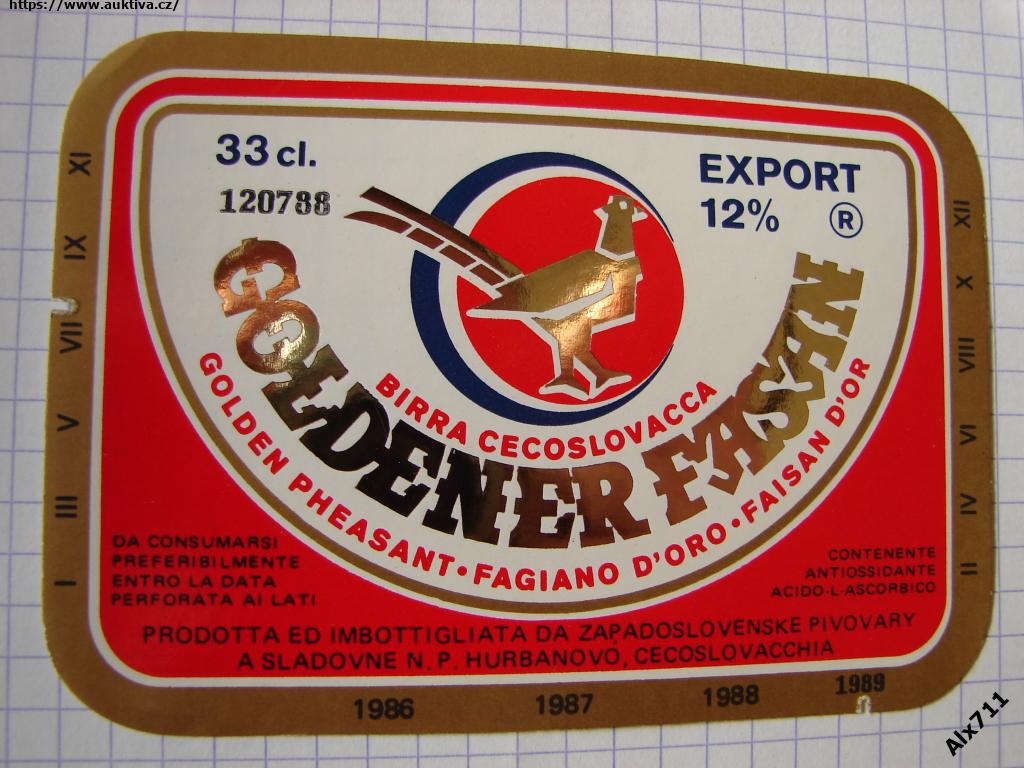 https://www.auktiva.cz/
33 cl.
120788
EXPORT
12% ®
BIRRA CECOSLOVACCA
GOLDENER FASAN
GOLDEN PHEASANT • FAGIANO D'ORO • FAISAN D'OR
DA CONSUMARSI
PREFERIBILMENTE
ENTRO LA DATA
PERFORATA AI LATI
CONTENENTE
ANTIOSSIDANTE
ACIDO-L-ASCORBICO
PRODOTTA ED IMBOTTIGLIATA DA ZÁPADOSLOVENSKE PIVOVARY
A SLADOVNE N. P. HURBANOVO, CECOSLOVACCHIA
XI
IX
VII
V
III
I
XII
X
VIII
VI
IV
II
1986 1987 1988 1989
Alx711